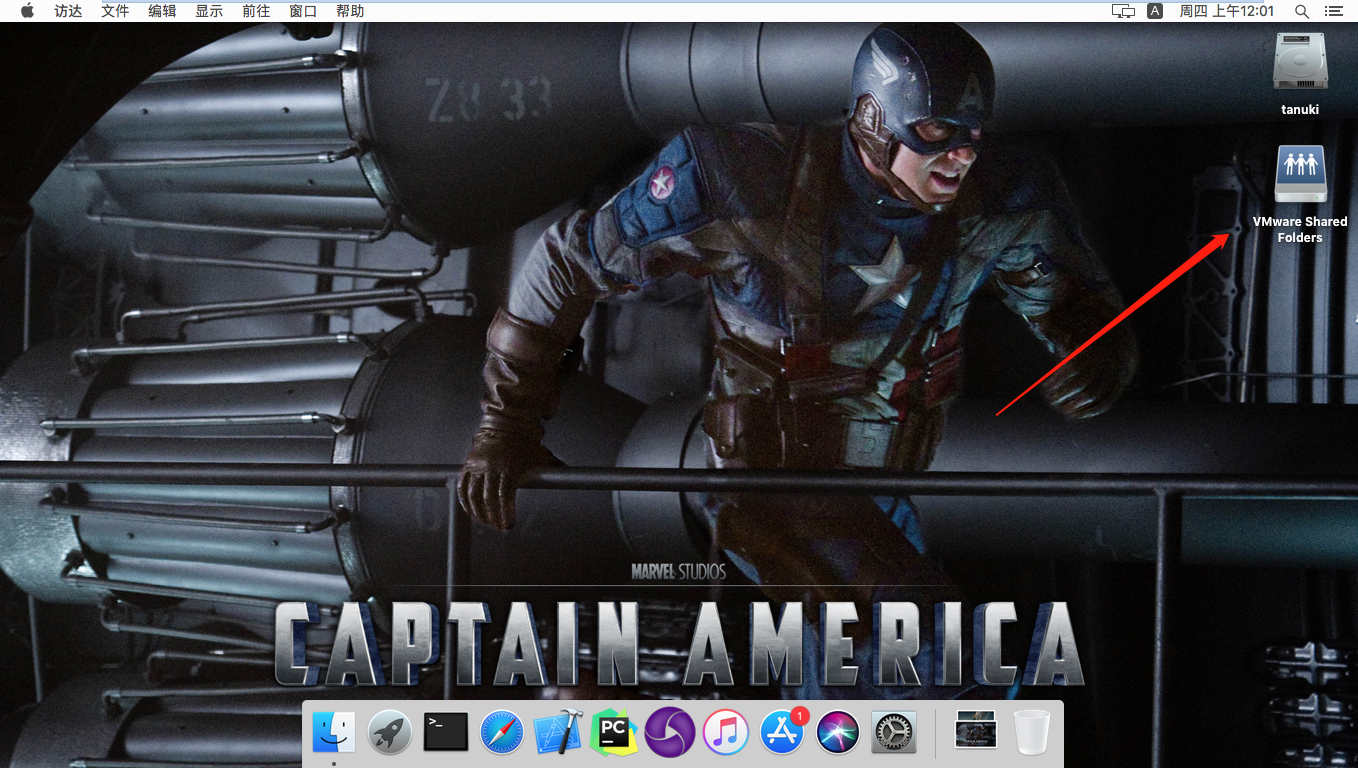 访达 文件 编辑 显示 前往 窗口 帮助 A 周四 上午12:01
tanuki
VMware Shared
Folders
Z8 33
A
MARVEL STUDIOS
CAPTAIN AMERICA
>_
PC
1